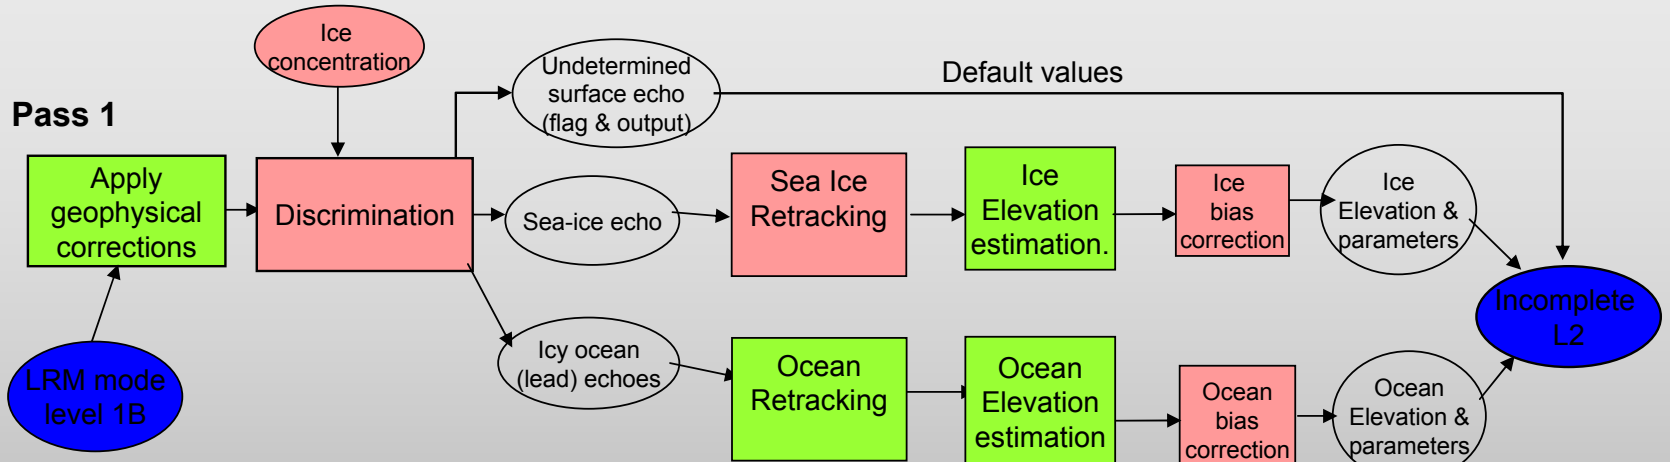 Pass 1
Ice
concentration
Apply
geophysical
corrections
LRM mode
level 1B
Discrimination
Undetermined
surface echo
(flag & output)
Default values
Sea-ice echo
Sea Ice
Retracking
Ice
Elevation
estimation.
Ice
bias
correction
Ice
Elevation &
parameters
Icy ocean
(lead) echoes
Ocean
Retracking
Ocean
Elevation
estimation
Ocean
bias
correction
Ocean
Elevation &
parameters
Incomplete
L2